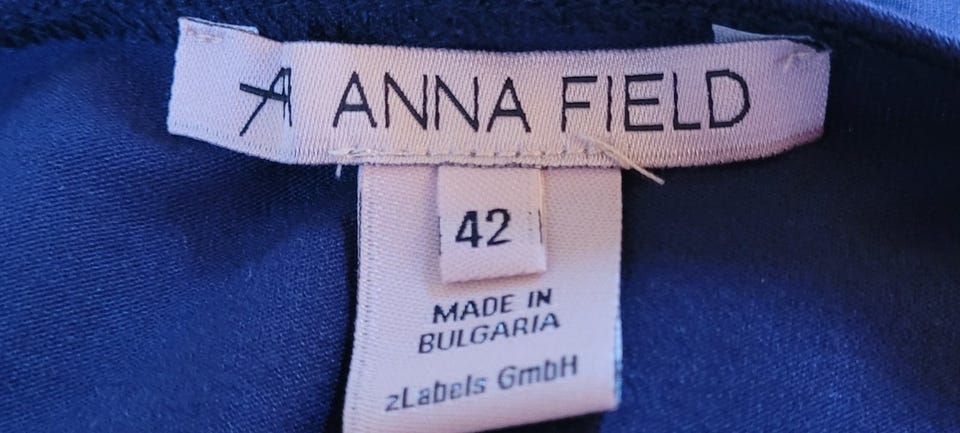 A ANNA FIELD
42
MADE IN
BULGARIA
zLabels GmbH